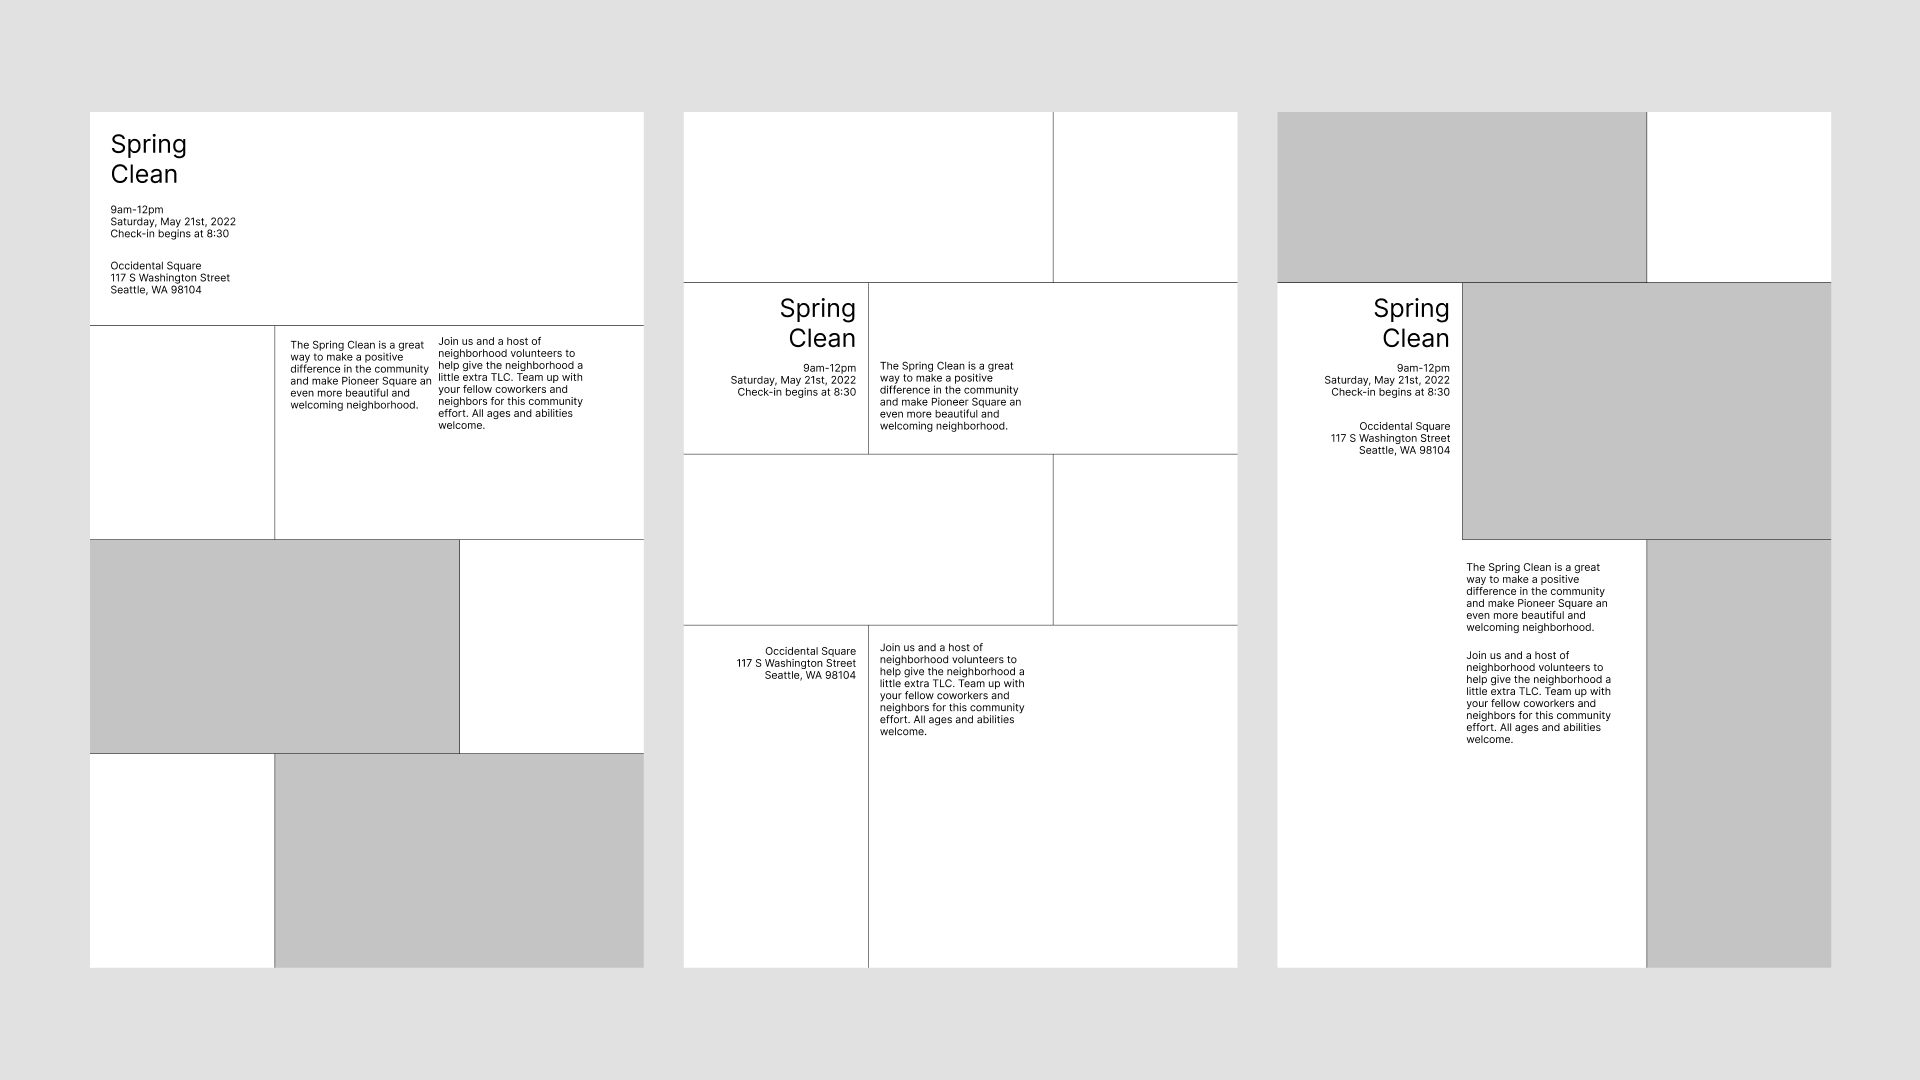 Spring
Clean
9am-12pm
Saturday, May 21st, 2022
Check-in begins at 8:30
Occidental Square
117 S Washington Street
Seattle, WA 98104
The Spring Clean is a great
way to make a positive
difference in the community
and make Pioneer Square an
even more beautiful and
welcoming neighborhood.
Join us and a host of
neighborhood volunteers to
help give the neighborhood a
little extra TLC. Team up with
your fellow coworkers and
neighbors for this community
effort. All ages and abilities
welcome.
Spring
Clean
9am-12pm
Saturday, May 21st, 2022
Check-in begins at 8:30
The Spring Clean is a great
way to make a positive
difference in the community
and make Pioneer Square an
even more beautiful and
welcoming neighborhood.
Occidental Square
117 S Washington Street
Seattle, WA 98104
Join us and a host of
neighborhood volunteers to
help give the neighborhood a
little extra TLC. Team up with
your fellow coworkers and
neighbors for this community
effort. All ages and abilities
welcome.
Spring
Clean
9am-12pm
Saturday, May 21st, 2022
Check-in begins at 8:30
Occidental Square
117 S Washington Street
Seattle, WA 98104
The Spring Clean is a great
way to make a positive
difference in the community
and make Pioneer Square an
even more beautiful and
welcoming neighborhood.
Join us and a host of
neighborhood volunteers to
help give the neighborhood a
little extra TLC. Team up with
your fellow coworkers and
neighbors for this community
effort. All ages and abilities
welcome.